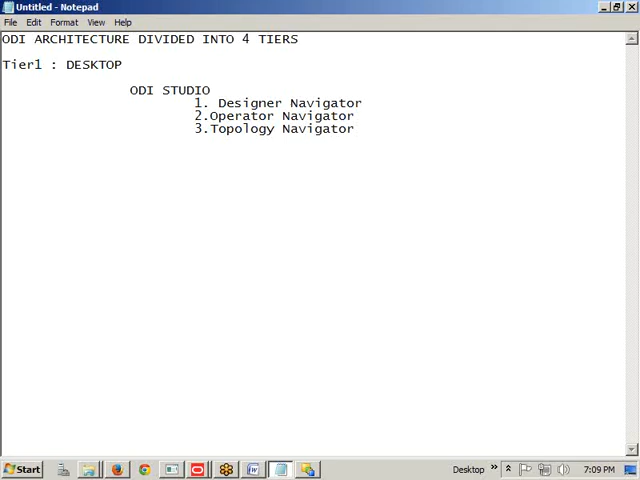 Untitled - Notepad
File Edit Format View Help
ODI ARCHITECTURE DIVIDED INTO 4 TIERS
Tier1 : DESKTOP
ODI STUDIO
1. Designer Navigator
2.Operator Navigator
3.Topology Navigator
Start Desktop » 7:09 PM